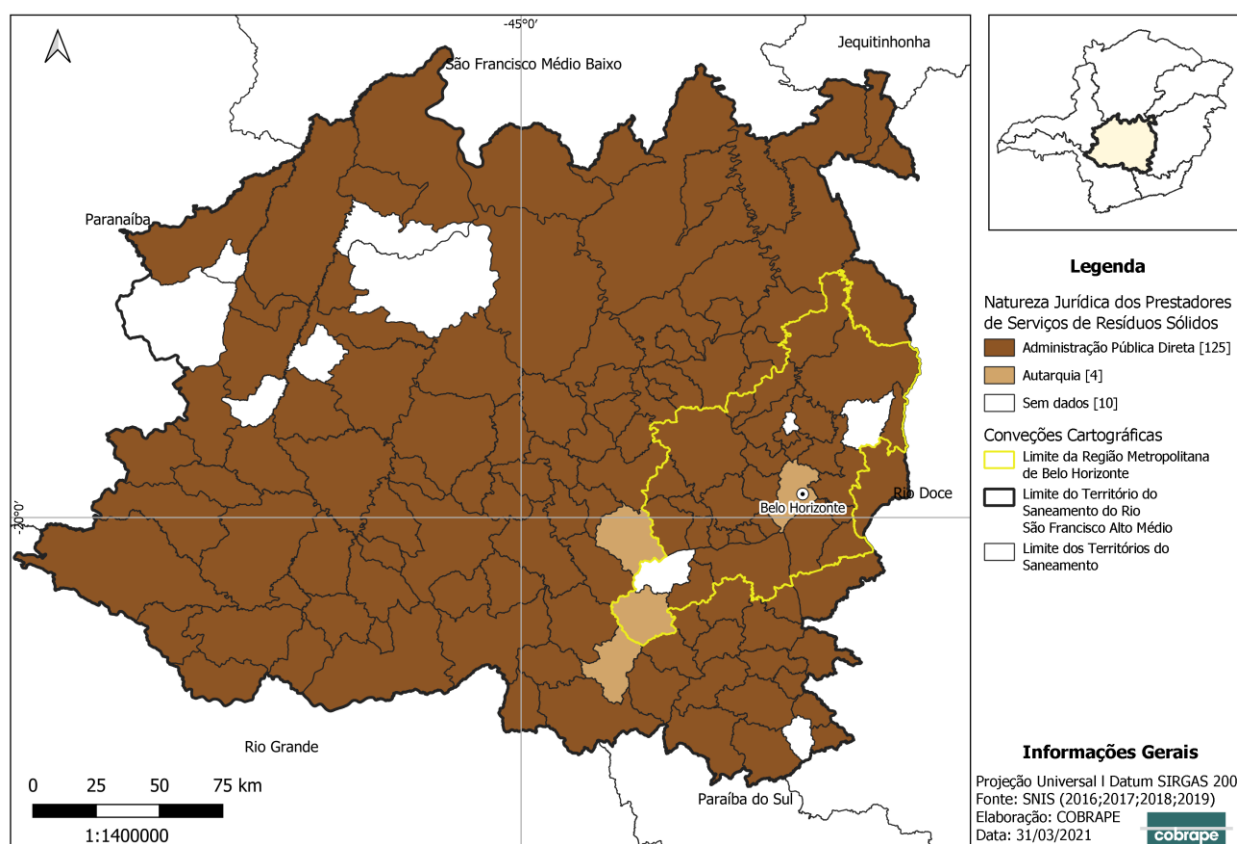 -45°0'
Jequitinhonha
São Francisco Médio Baixo
Paranaíba
-20°0'
Rio Doce
Belo Horizonte
Rio Grande
Paraíba do Sul
0 25 50 75 km
1:1400000
Legenda
Natureza Jurídica dos Prestadores
de Serviços de Resíduos Sólidos
Administração Pública Direta [125]
Autarquia [4]
Sem dados [10]
Conveções Cartográficas
Limite da Região Metropolitana
de Belo Horizonte
Limite do Território do
Saneamento do Rio
São Francisco Alto Médio
Limite dos Territórios do
Saneamento
Informações Gerais
Projeção Universal l Datum SIRGAS 200
Fonte: SNIS (2016;2017;2018;2019)
Elaboração: COBRAPE
Data: 31/03/2021
cobrape